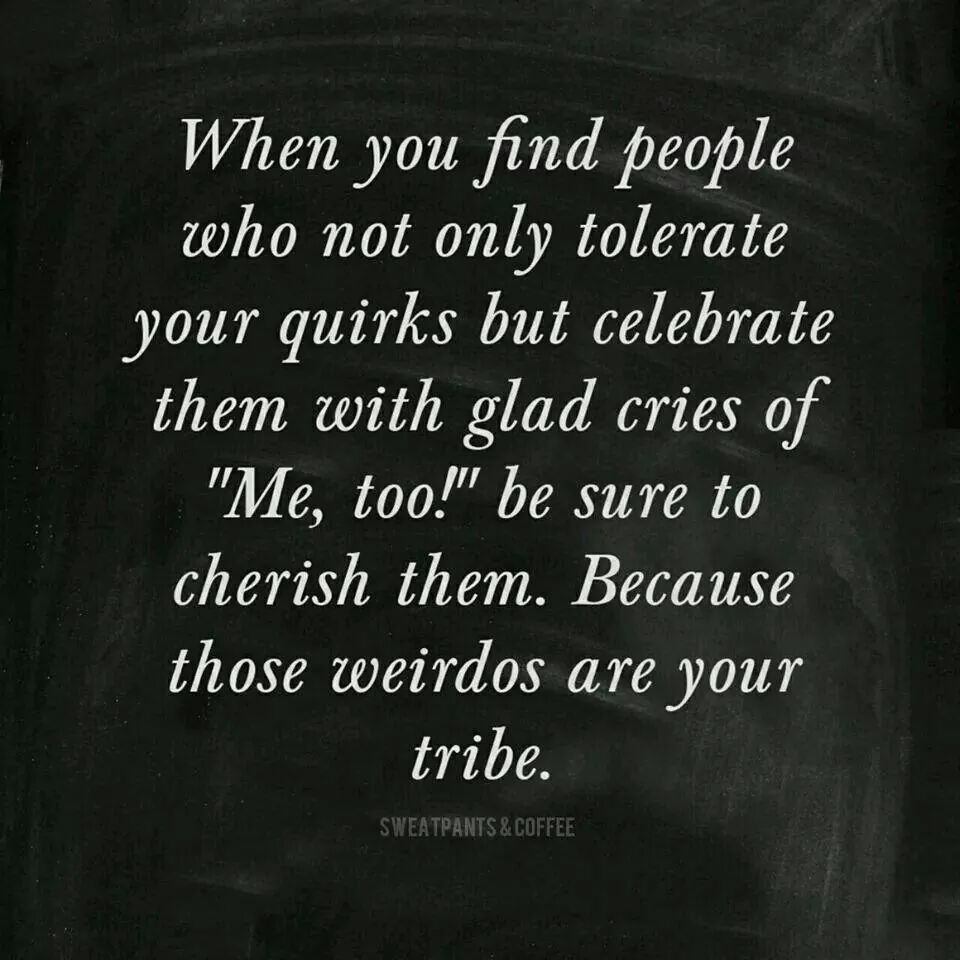 When you find people
who not only tolerate
your quirks but celebrate
them with glad cries of
"Me, too!" be sure to
cherish them. Because
those weirdos are your
tribe.
SWEATPANTS & COFFEE